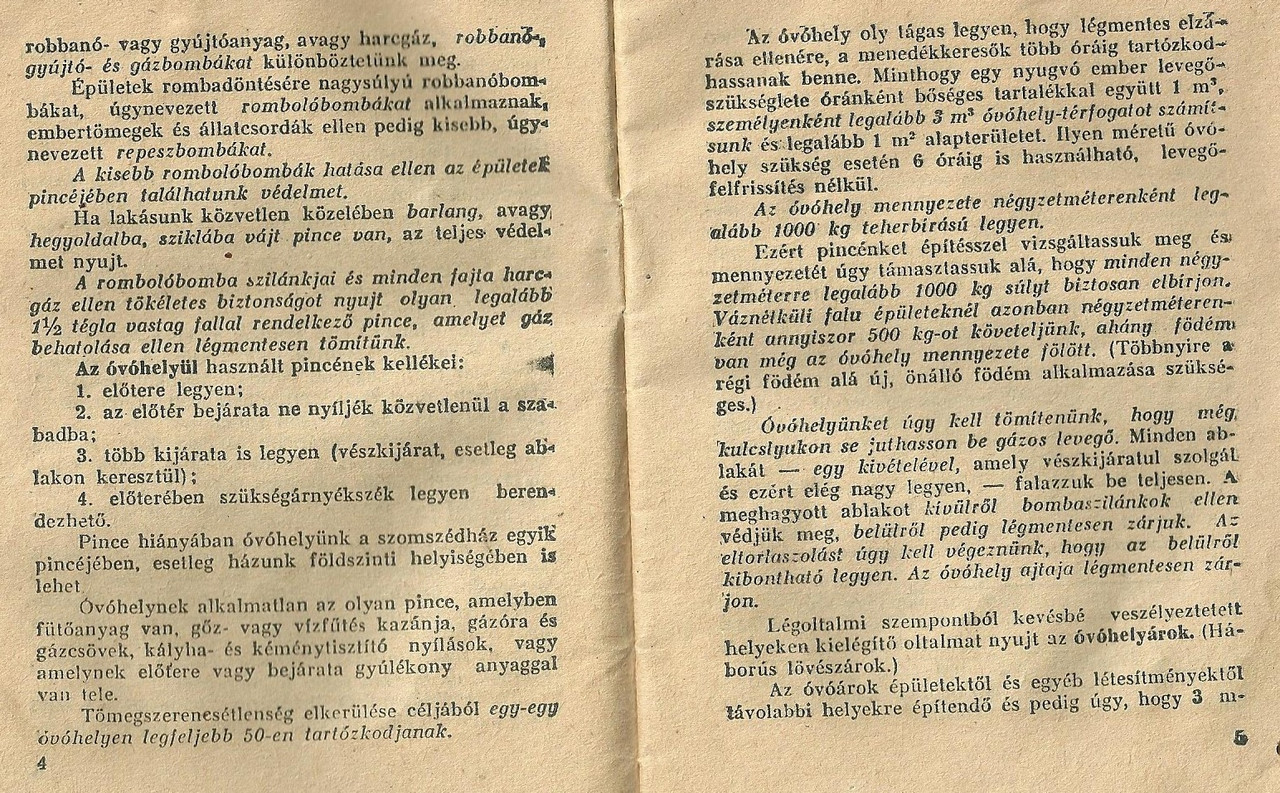 robbanó- vagy gyújtóanyag, avagy harcgáz, robbanó-,
gyújtó- és gázbombákat különböztetünk meg.
Épületek rombadöntésére nagysúlyú robbanóbom-
bákat, úgynevezett rombolóbombákat alkalmaznak,
embertömegek és állatcsordák ellen pedig kisebb, úgy-
nevezett repeszbombákat.
A kisebb rombolóbombák hatása ellen az épületek
pincéjében találhatunk védelmet.
Ha lakásunk közvetlen közelében barlang, avagy
hegyoldalba, sziklába vájt pince van, az teljes védel-
met nyujt.
A rombolóbomba szilánkjai és minden fajta harc-
gáz ellen tökéletes biztonságot nyujt olyan legalább
1½ tégla vastag fallal rendelkező pince, amelyet gáz
behatolása ellen légmentesen tömítünk.
Az óvóhelyül használt pincének kellékei:
1. előtere legyen;
2. az előtér bejárata ne nyíljék közvetlenül a sza-
badba;
3. több kijárata is legyen (vészkijárat, esetleg ab-
lakon keresztül);
4. előterében szükségárnyékszék legyen beren-
dezhető.
Pince hiányában óvóhelyünk a szomszédház egyik
pincéjében, esetleg házunk földszinti helyiségében is
lehet
Óvóhelynek alkalmatlan az olyan pince, amelyben
fütőanyag van, gőz- vagy vízfűtés kazánja, gázóra és
gázcsövek, kályha- és kéménytisztító nyílások, vagy
amelynek előtere vagy bejárata gyúlékony anyaggal
van tele.
Tömegszerenesétlenség elkerülése céljából egy-egy
óvóhelyen legfeljebb 50-en tartózkodjanak.
4
Az óvóhely oly tágas legyen, hogy légmentes elzá-
rása ellenére, a menedékkeresők több óráig tartózkod-
hassanak benne. Minthogy egy nyugvó ember levegő-
szükséglete óránként bőséges tartalékkal együtt 1 m³,
személyenként legalább 3 m³ óvóhely-térfogatot számít-
sunk és legalább 1 m² alapterületet. Ilyen méretű óvó-
hely szükség esetén 6 óráig is használható, levegő-
felfrissítés nélkül.
Az óvóhely mennyezete négyzetméterenként leg-
alább 1000 kg teherbírású legyen.
Ezért pincénket építésszel vizsgáltassuk meg és
mennyezetét úgy támasztassuk alá, hogy minden négy-
zetméterre legalább 1000 kg súlyt biztosan elbírjon.
Váznélküli falu épületeknél azonban négyzetméteren-
ként annyiszor 500 kg-ot követeljünk, ahány födém
van még az óvóhely mennyezete fölött. (Többnyire a
régi födém alá új, önálló födém alkalmazása szüksé-
ges.)
Óvóhelyünket úgy kell tömítenünk, hogy még
kulcslyukon se juthasson be gázos levegő. Minden ab-
lakát — egy kivételével, amely vészkijáratul szolgál
és ezért elég nagy legyen, — falazzuk be teljesen. A
meghagyott ablakot kívülről bombaszilánkok ellen
védjük meg, belülről pedig légmentesen zárjuk. Az
eltorlaszolást úgy kell végeznünk, hogy az belülről
kibontható legyen. Az óvóhely ajtaja légmentesen zár-
jon.
Légoltalmi szempontból kevésbé veszélyeztetett
helyeken kielégítő oltalmat nyujt az óvóhelyárok. (Há-
borús lövészárok.)
Az óvóárok épületektől és egyéb létesítményektől
távolabbi helyekre építendő és pedig úgy, hogy 3 m-
5